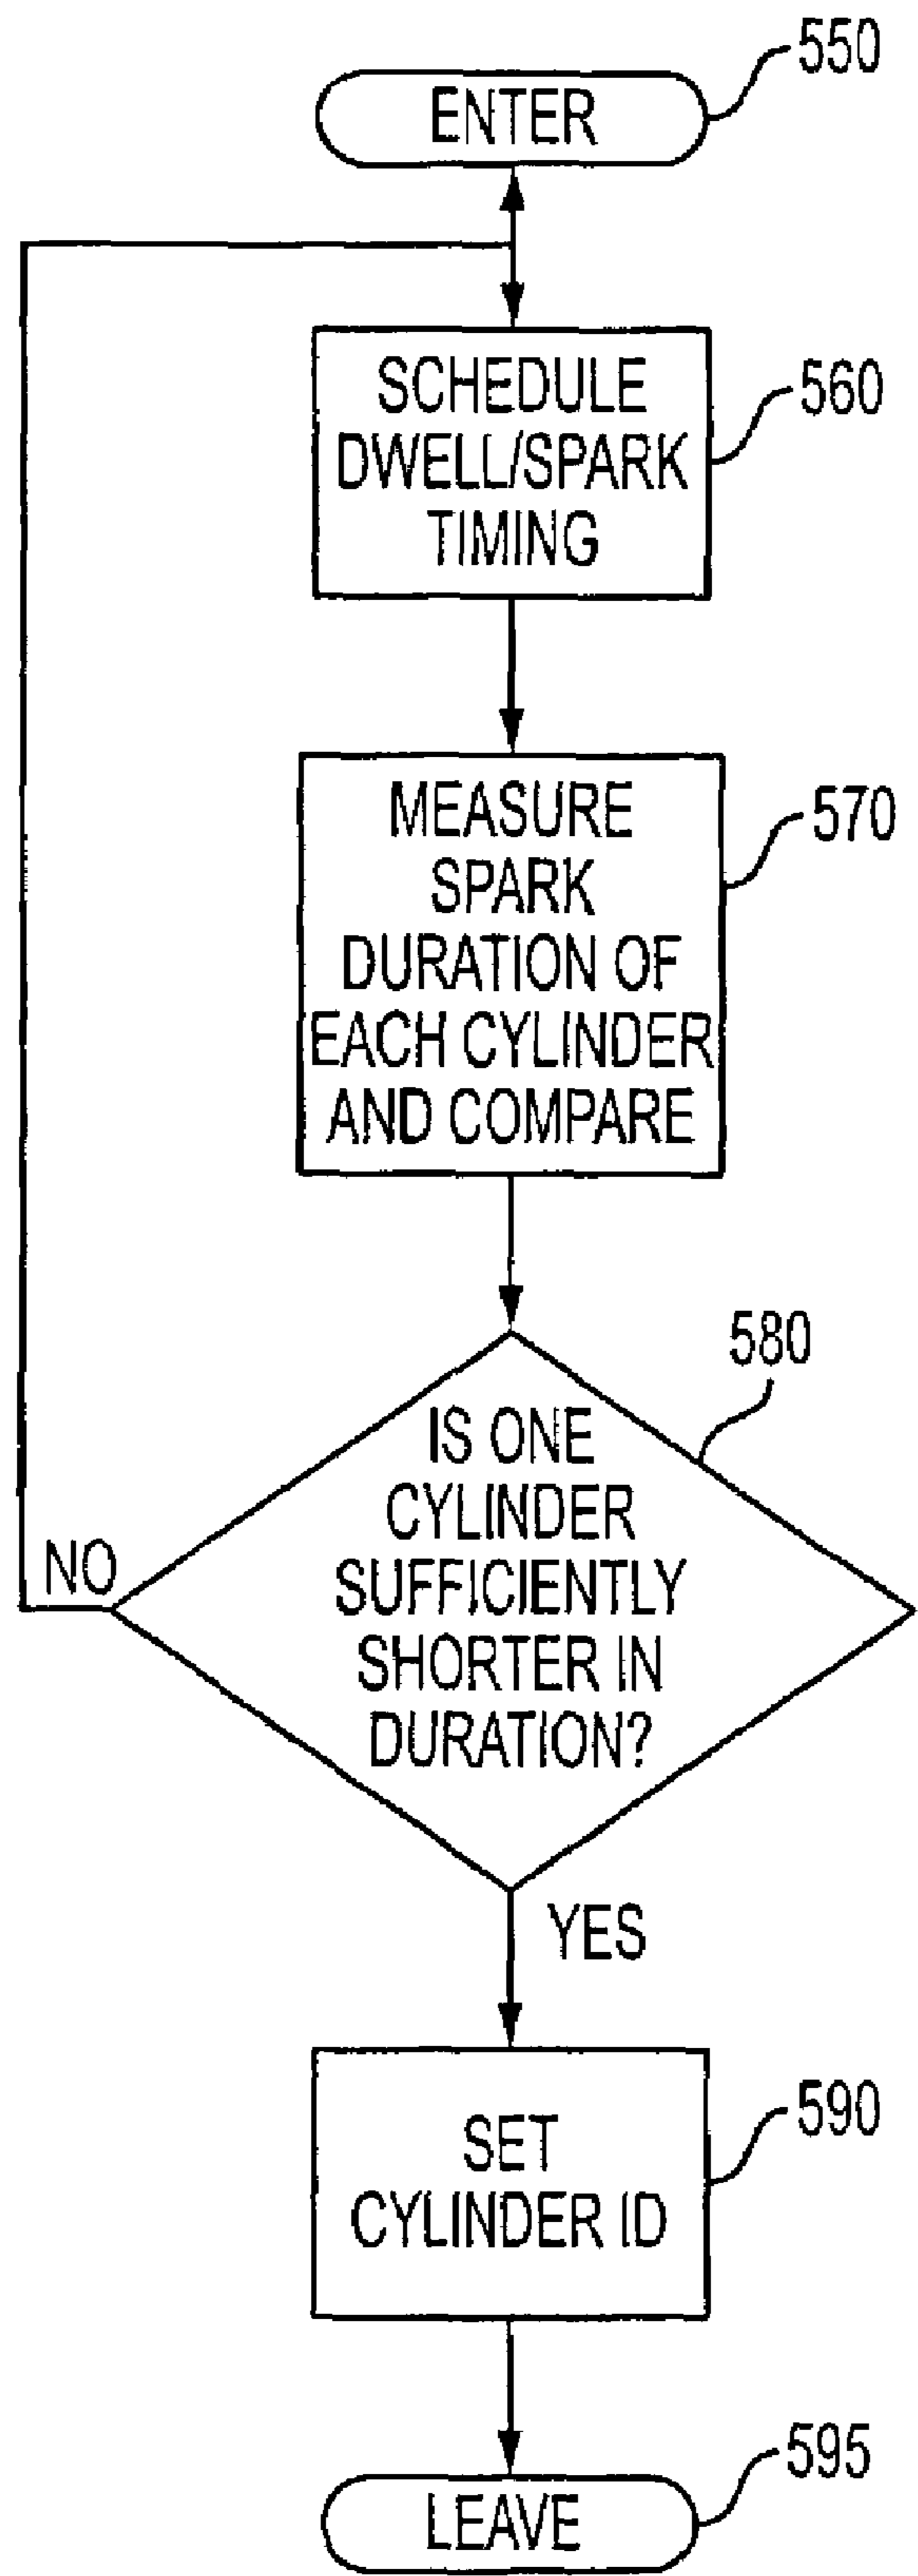 550
ENTER
SCHEDULE
DWELL/SPARK
TIMING
560
MEASURE
SPARK
DURATION OF
EACH CYLINDER
AND COMPARE
570
580
IS ONE
CYLINDER
SUFFICIENTLY
SHORTER IN
DURATION?
NO
YES
SET
CYLINDER ID
590
595
LEAVE